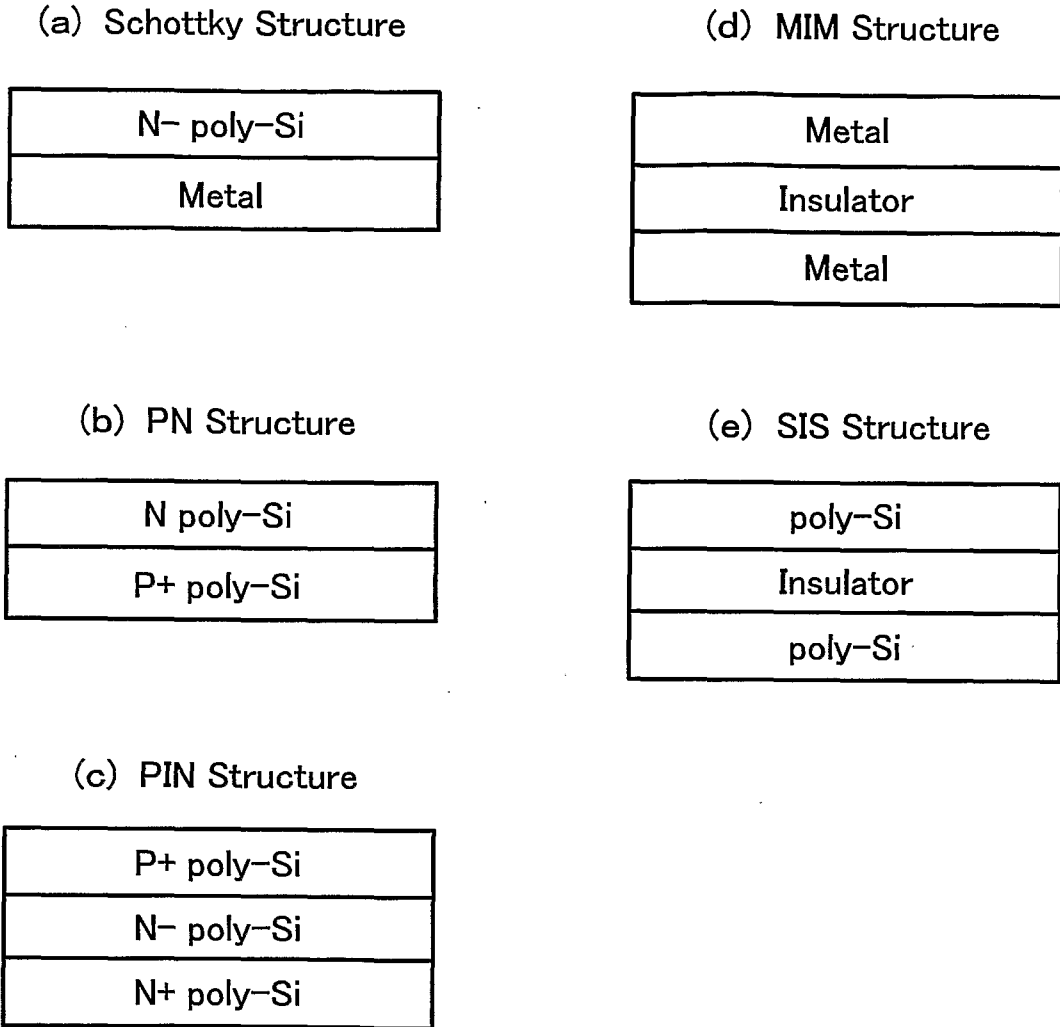 (a) Schottky Structure
N- poly-Si
Metal
(b) PN Structure
N poly-Si
P+ poly-Si
(c) PIN Structure
P+ poly-Si
N- poly-Si
N+ poly-Si
(d) MIM Structure
Metal
Insulator
Metal
(e) SIS Structure
poly-Si
Insulator
poly-Si